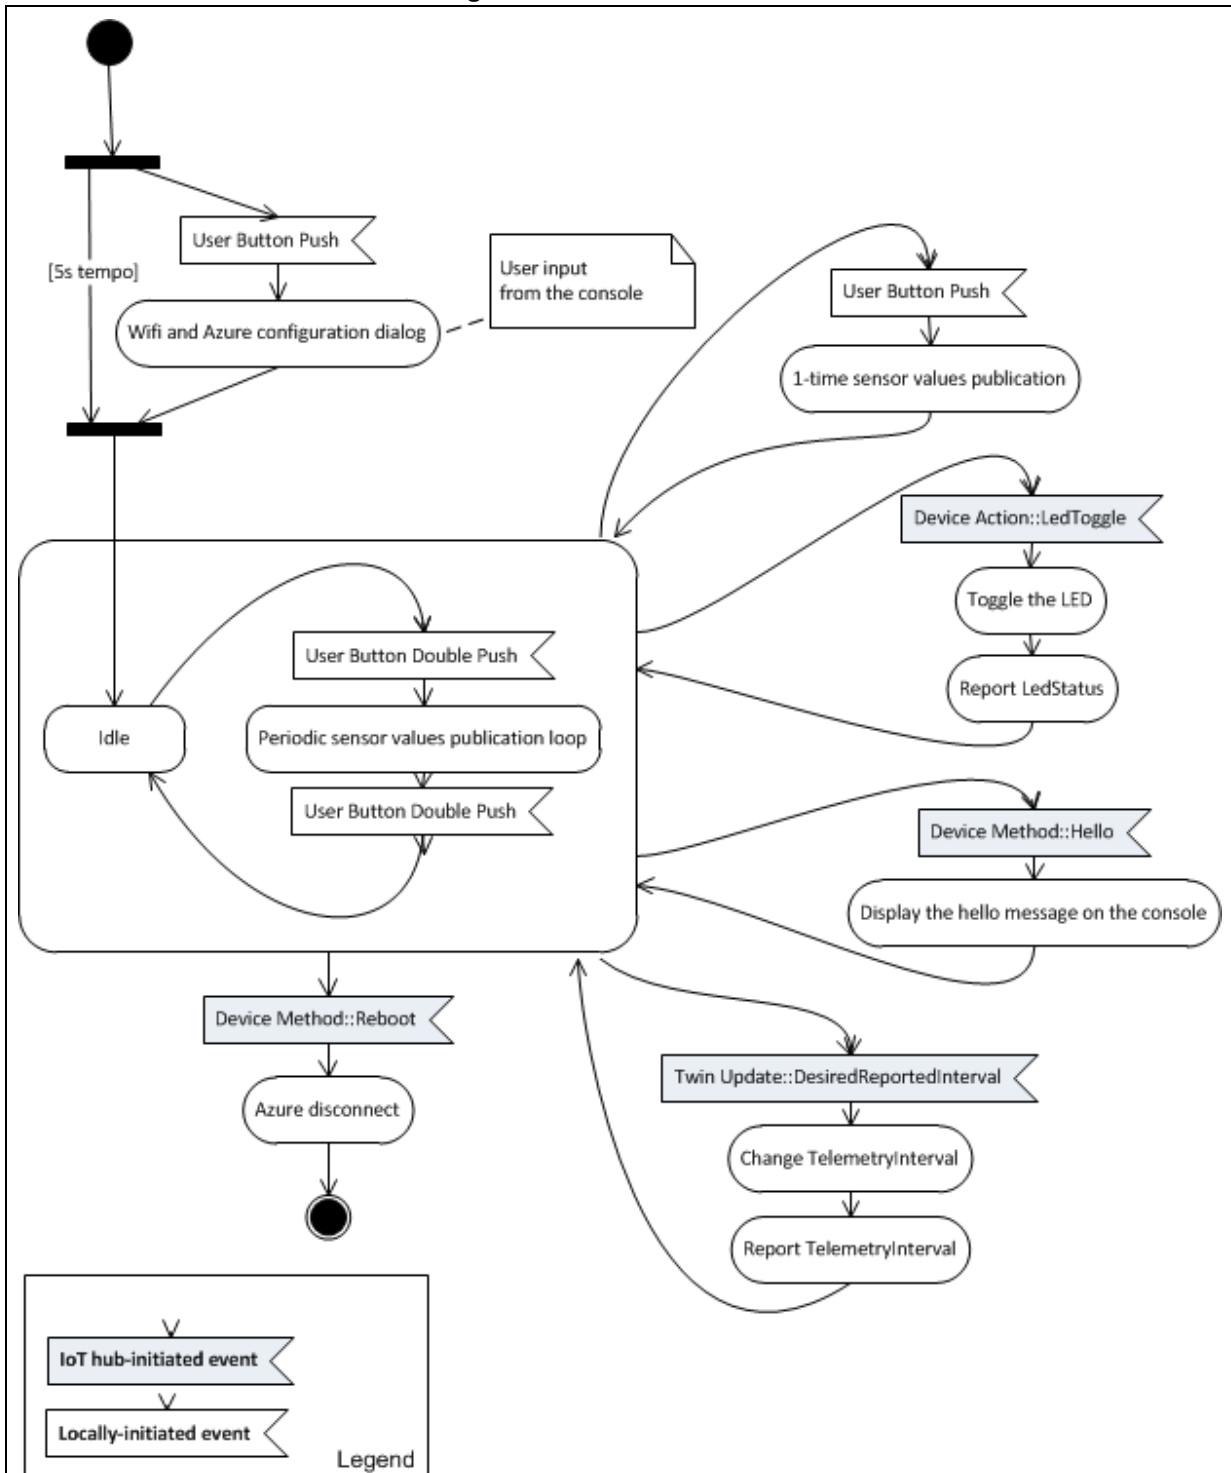 User Button Push
[5s tempo]
User input
from the console
Wifi and Azure configuration dialog
User Button Push
1-time sensor values publication
Device Action::LedToggle
Toggle the LED
Report LedStatus
User Button Double Push
Idle
Periodic sensor values publication loop
User Button Double Push
Device Method::Hello
Display the hello message on the console
Device Method::Reboot
Azure disconnect
Twin Update::DesiredReportedInterval
Change TelemetryInterval
Report TelemetryInterval
IoT hub-initiated event
Locally-initiated event
Legend